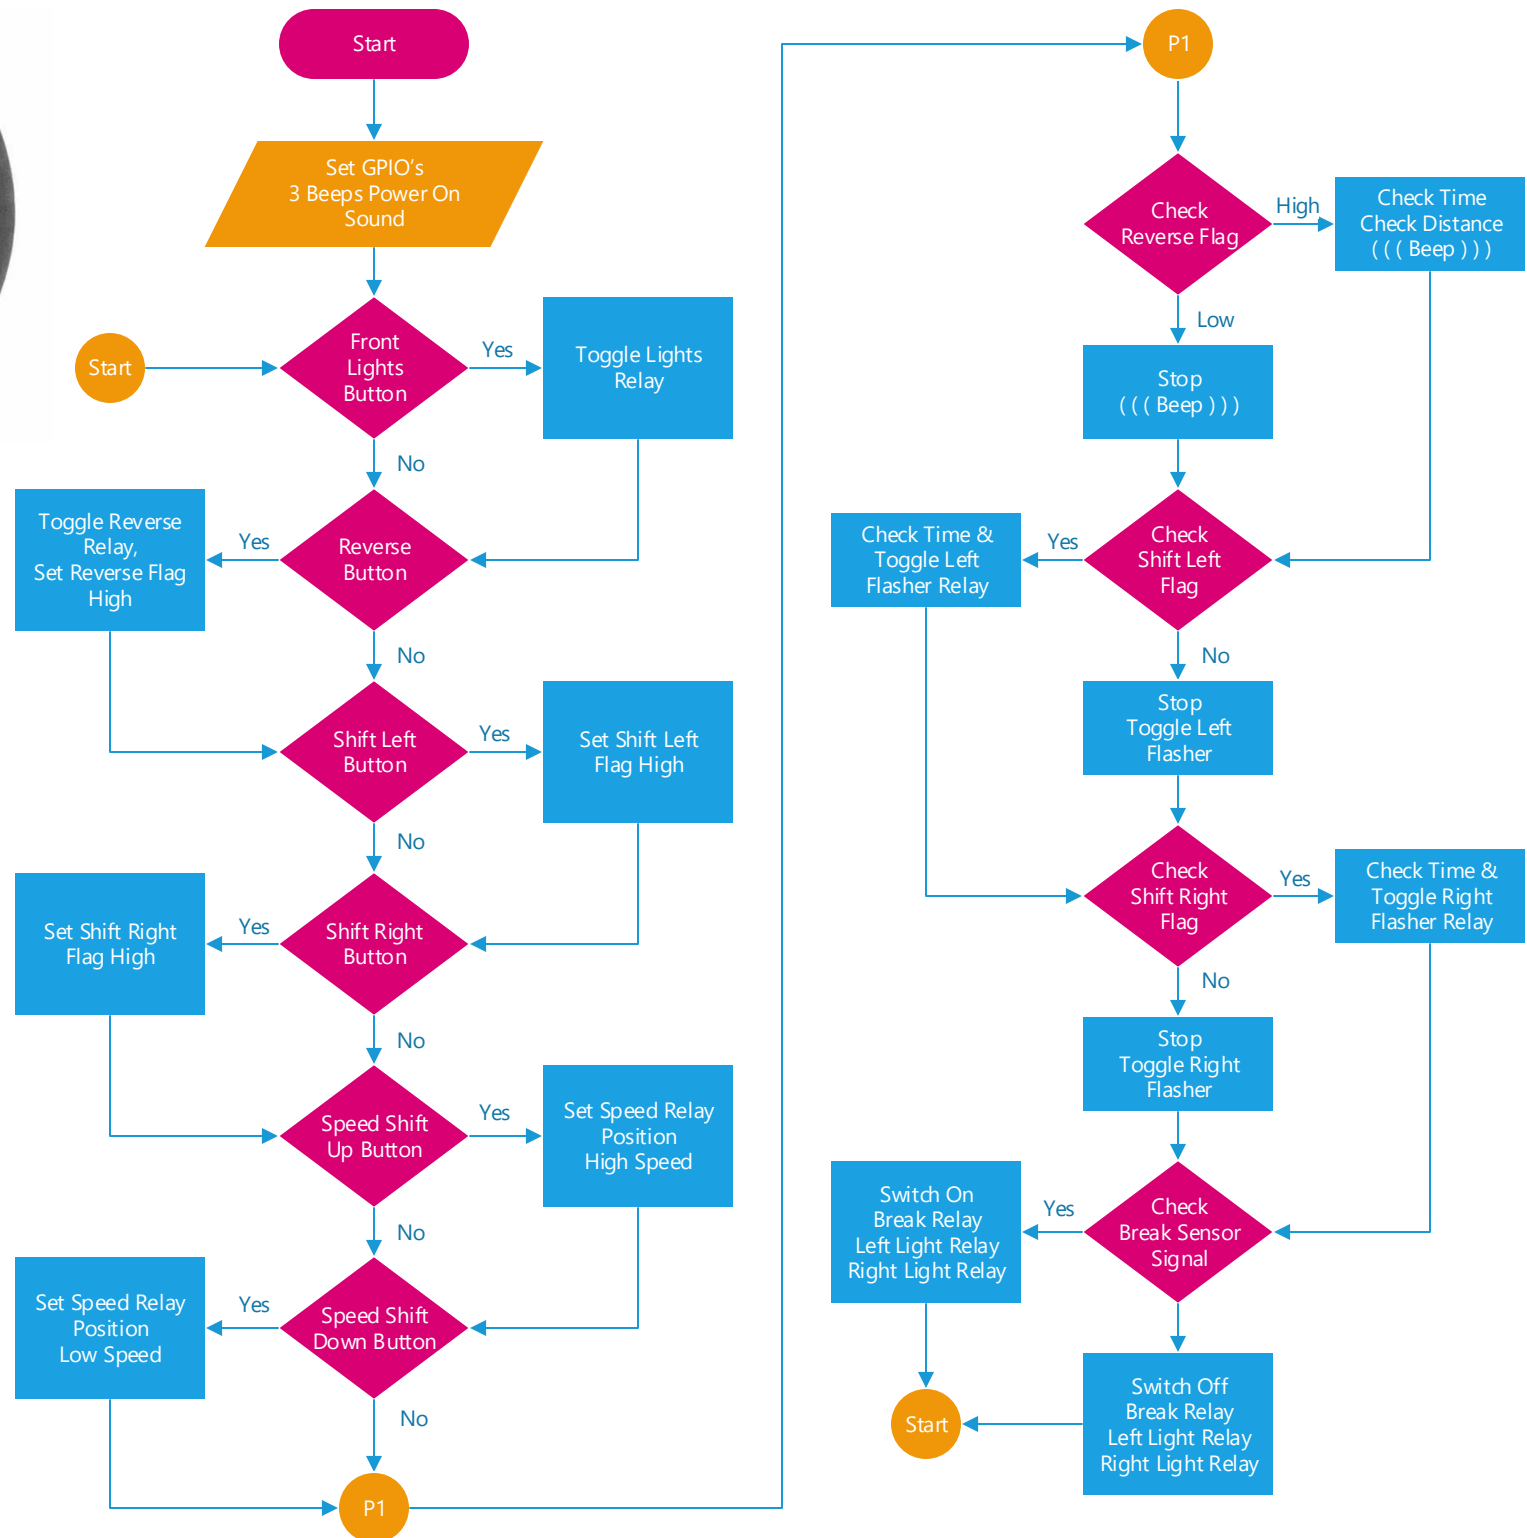 Start
Set GPIO's
3 Beeps Power On
Sound
Start
Front
Lights
Button
Yes
Toggle Lights
Relay
No
Toggle Reverse
Relay,
Set Reverse Flag
High
Yes
Reverse
Button
No
Shift Left
Button
Yes
Set Shift Left
Flag High
No
Set Shift Right
Flag High
Yes
Shift Right
Button
No
Speed Shift
Up Button
Yes
Set Speed Relay
Position
High Speed
No
Set Speed Relay
Position
Low Speed
Yes
Speed Shift
Down Button
No
P1
P1
Check
Reverse Flag
High
Check Time
Check Distance
( ( ( Beep ) ) )
Low
Stop
( ( ( Beep ) ) )
Check Time &
Toggle Left
Flasher Relay
Yes
Check
Shift Left
Flag
No
Stop
Toggle Left
Flasher
Check
Shift Right
Flag
Yes
Check Time &
Toggle Right
Flasher Relay
No
Stop
Toggle Right
Flasher
Switch On
Break Relay
Left Light Relay
Right Light Relay
Yes
Check
Break Sensor
Signal
Start
Switch Off
Break Relay
Left Light Relay
Right Light Relay